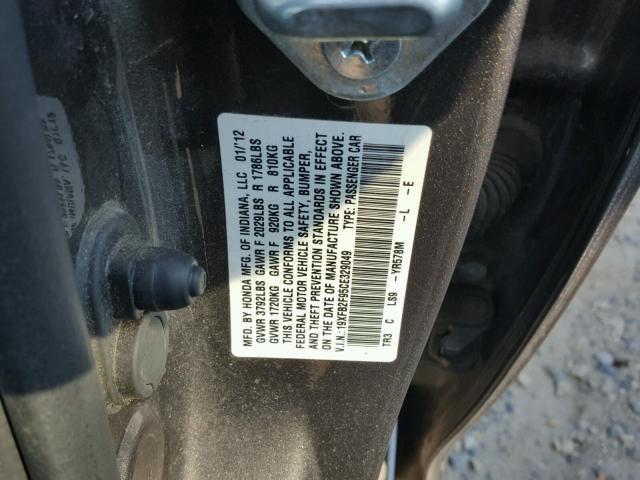 MFD. BY HONDA MFG. OF INDIANA, LLC 01/'12
GVWR 3792LBS GAWR F 2029LBS R 1786LBS
GVWR 1720KG GAWR F 920KG R 810KG
THIS VEHICLE CONFORMS TO ALL APPLICABLE
FEDERAL MOTOR VEHICLE SAFETY, BUMPER,
AND THEFT PREVENTION STANDARDS IN EFFECT
ON THE DATE OF MANUFACTURE SHOWN ABOVE.
V.I.N.:19XFB2F95CE329049 TYPE: PASSENGER CAR
TR3 C LS9 -YR578M -L -E